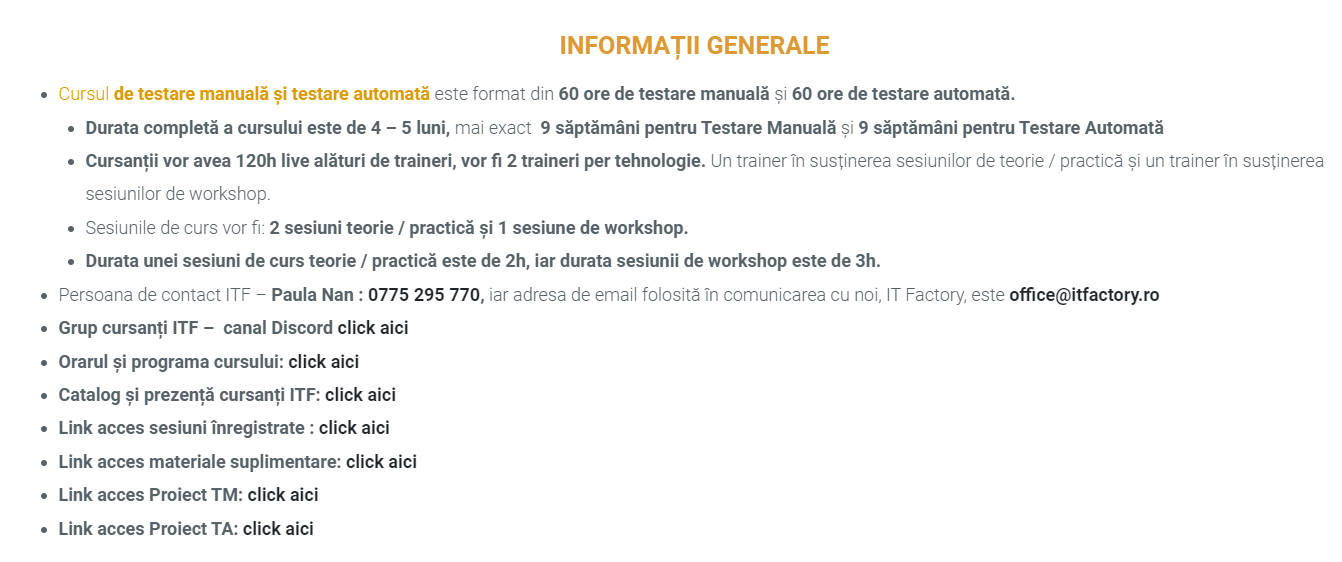 INFORMAȚII GENERALE
Cursul de testare manuală și testare automată este format din 60 ore de testare manuală și 60 ore de testare automată.
Durata completă a cursului este de 4 – 5 luni, mai exact 9 săptămâni pentru Testare Manuală și 9 săptămâni pentru Testare Automată
Cursanții vor avea 120h live alături de traineri, vor fi 2 traineri per tehnologie. Un trainer în susținerea sesiunilor de teorie / practică și un trainer în susținerea
sesiunilor de workshop.
Sesiunile de curs vor fi: 2 sesiuni teorie / practică și 1 sesiune de workshop.
Durata unei sesiuni de curs teorie / practică este de 2h, iar durata sesiunii de workshop este de 3h.
Persoana de contact ITF – Paula Nan : 0775 295 770, iar adresa de email folosită în comunicarea cu noi, IT Factory, este office@itfactory.ro
Grup cursanți ITF – canal Discord click aici
Orarul și programa cursului: click aici
Catalog și prezență cursanți ITF: click aici
Link acces sesiuni înregistrate : click aici
Link acces materiale suplimentare: click aici
Link acces Proiect TM: click aici
Link acces Proiect TA: click aici